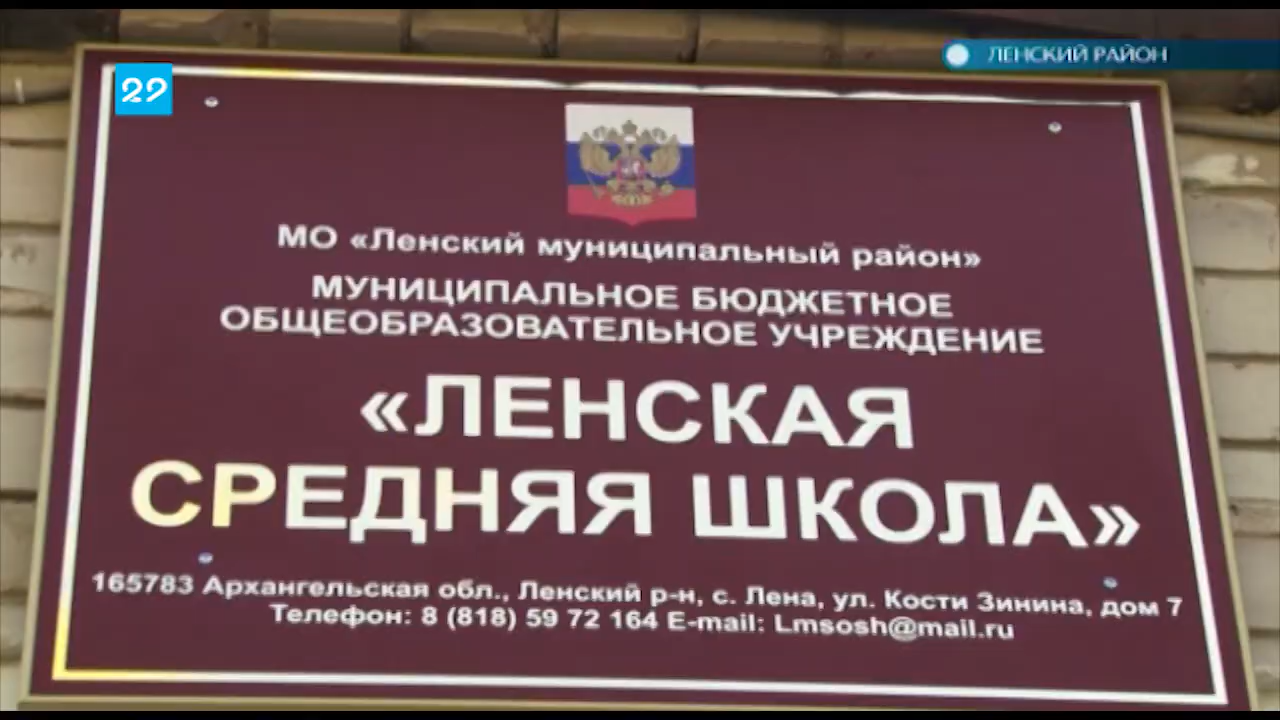 29
ЛЕНСКИЙ РАЙОН
МО «Ленский муниципальный район»
МУНИЦИПАЛЬНОЕ БЮДЖЕТНОЕ
ОБЩЕОБРАЗОВАТЕЛЬНОЕ УЧРЕЖДЕНИЕ
«ЛЕНСКАЯ
СРЕДНЯЯ ШКОЛА»
165783 Архангельская обл., Ленский р-н, с. Лена, ул. Кости Зинина, дом 7
Телефон: 8 (818) 59 72 164 E-mail: Lmsosh@mail.ru